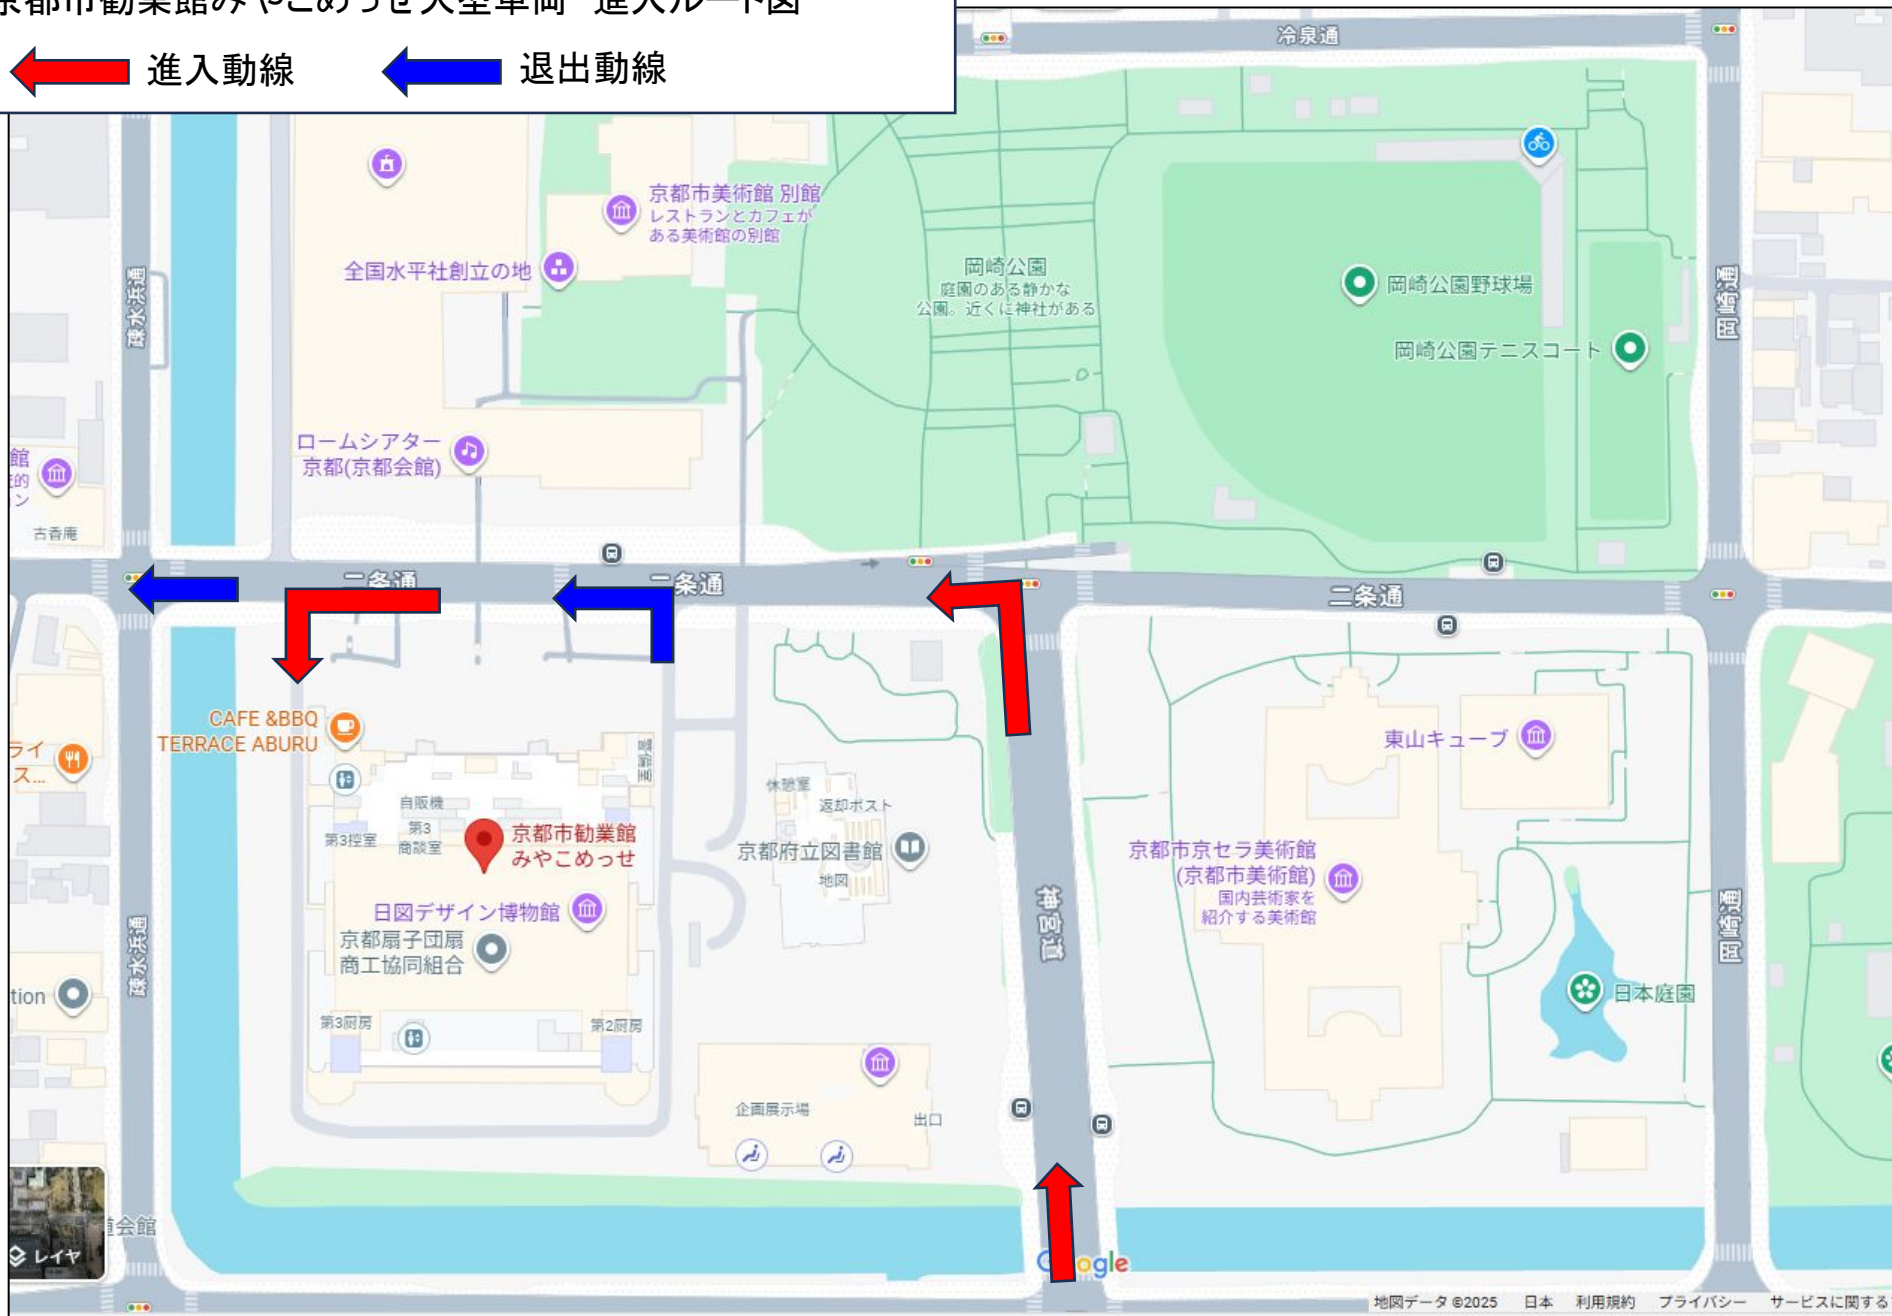 京都市勧業館みやこめっせ大型車両 進入ルート図
進入動線
退出動線
冷泉通
京都市美術館 別館
レストランとカフェが
ある美術館の別館
全国水平社創立の地
岡崎公園
庭園のある静かな
公園。近くに神社がある
岡崎公園野球場
岡崎公園テニスコート
疎水浜通
岡崎通
ロームシアター
京都(京都会館)
館
的
ン
古香庵
二条通
二条通
二条通
CAFE &BBQ
TERRACE ABURU
ライ
ス...
自販機
第3控室
第3
商談室
京都市勧業館
みやこめっせ
日図デザイン博物館
京都扇子団扇
商工協同組合
第3厨房
第2厨房
休憩室
返却ポスト
京都府立図書館
地図
神宮道
東山キューブ
京都市京セラ美術館
(京都市美術館)
国内芸術家を
紹介する美術館
日本庭園
疎水浜通
岡崎通
tion
企画展示場
出口
会館
レイヤ
Google
地図データ ©2025 日本 利用規約 プライバシー サービスに関する